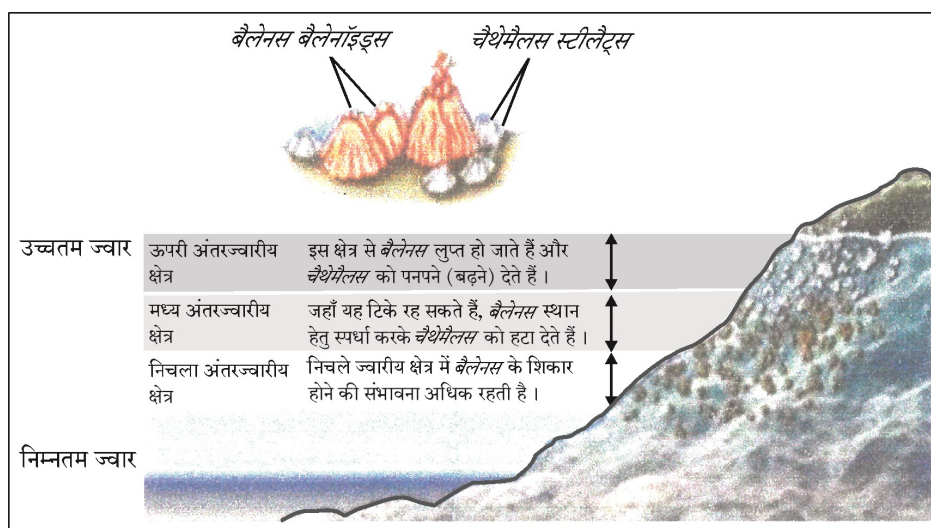 बैलेनस बैलेनॉइड्स
चैथेमैलस स्टीलैट्स
उच्चतम ज्वार
ऊपरी अंतरज्वारीय
क्षेत्र
इस क्षेत्र से बैलेनस लुप्त हो जाते हैं और
चैथेमैलस को पनपने (बढ़ने) देते हैं ।
मध्य अंतरज्वारीय
क्षेत्र
जहाँ यह टिके रह सकते हैं, बैलेनस स्थान
हेतु स्पर्धा करके चैथेमैलस को हटा देते हैं ।
निचला अंतरज्वारीय
क्षेत्र
निचले ज्वारीय क्षेत्र में बैलेनस के शिकार
होने की संभावना अधिक रहती है ।
निम्नतम ज्वार